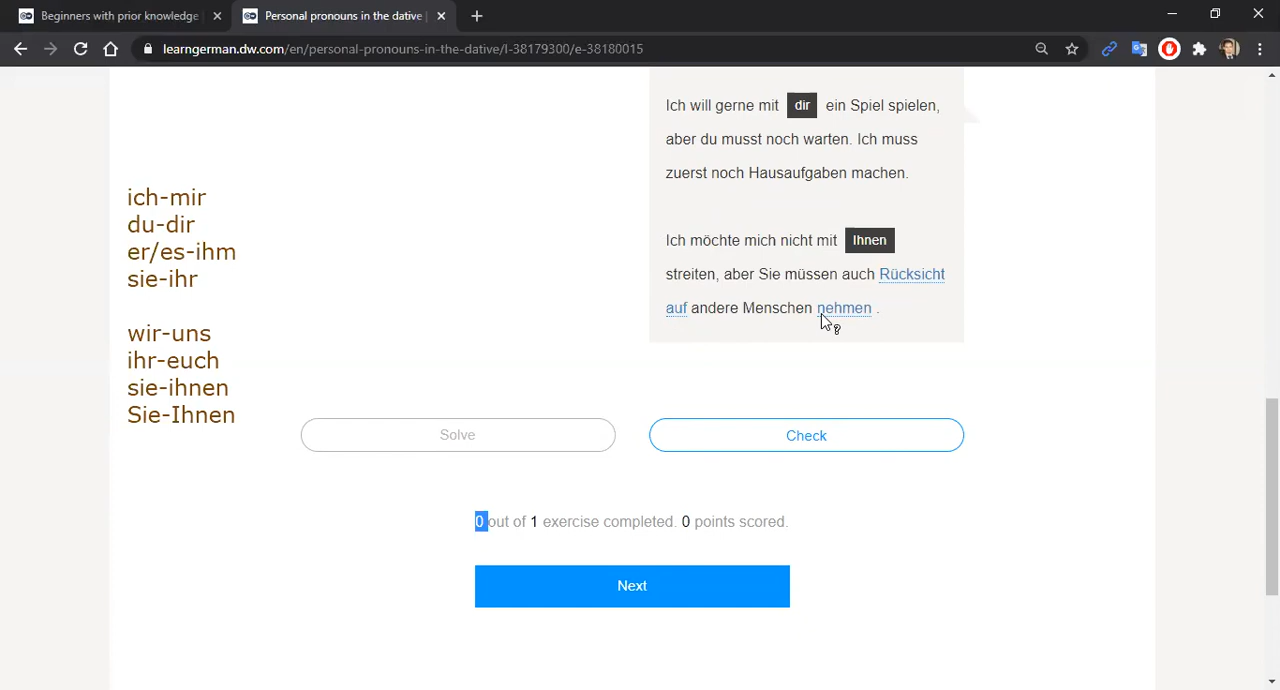 Beginners with prior knowledge
Personal pronouns in the dative |
learngerman.dw.com/en/personal-pronouns-in-the-dative/l-38179300/e-38180015
ich-mir
du-dir
er/es-ihm
sie-ihr
wir-uns
ihr-euch
sie-ihnen
Sie-Ihnen
Ich will gerne mit dir ein Spiel spielen,
aber du musst noch warten. Ich muss
zuerst noch Hausaufgaben machen.
Ich möchte mich nicht mit Ihnen
streiten, aber Sie müssen auch Rücksicht
auf andere Menschen nehmen .
Solve
Check
0 out of 1 exercise completed. 0 points scored.
Next